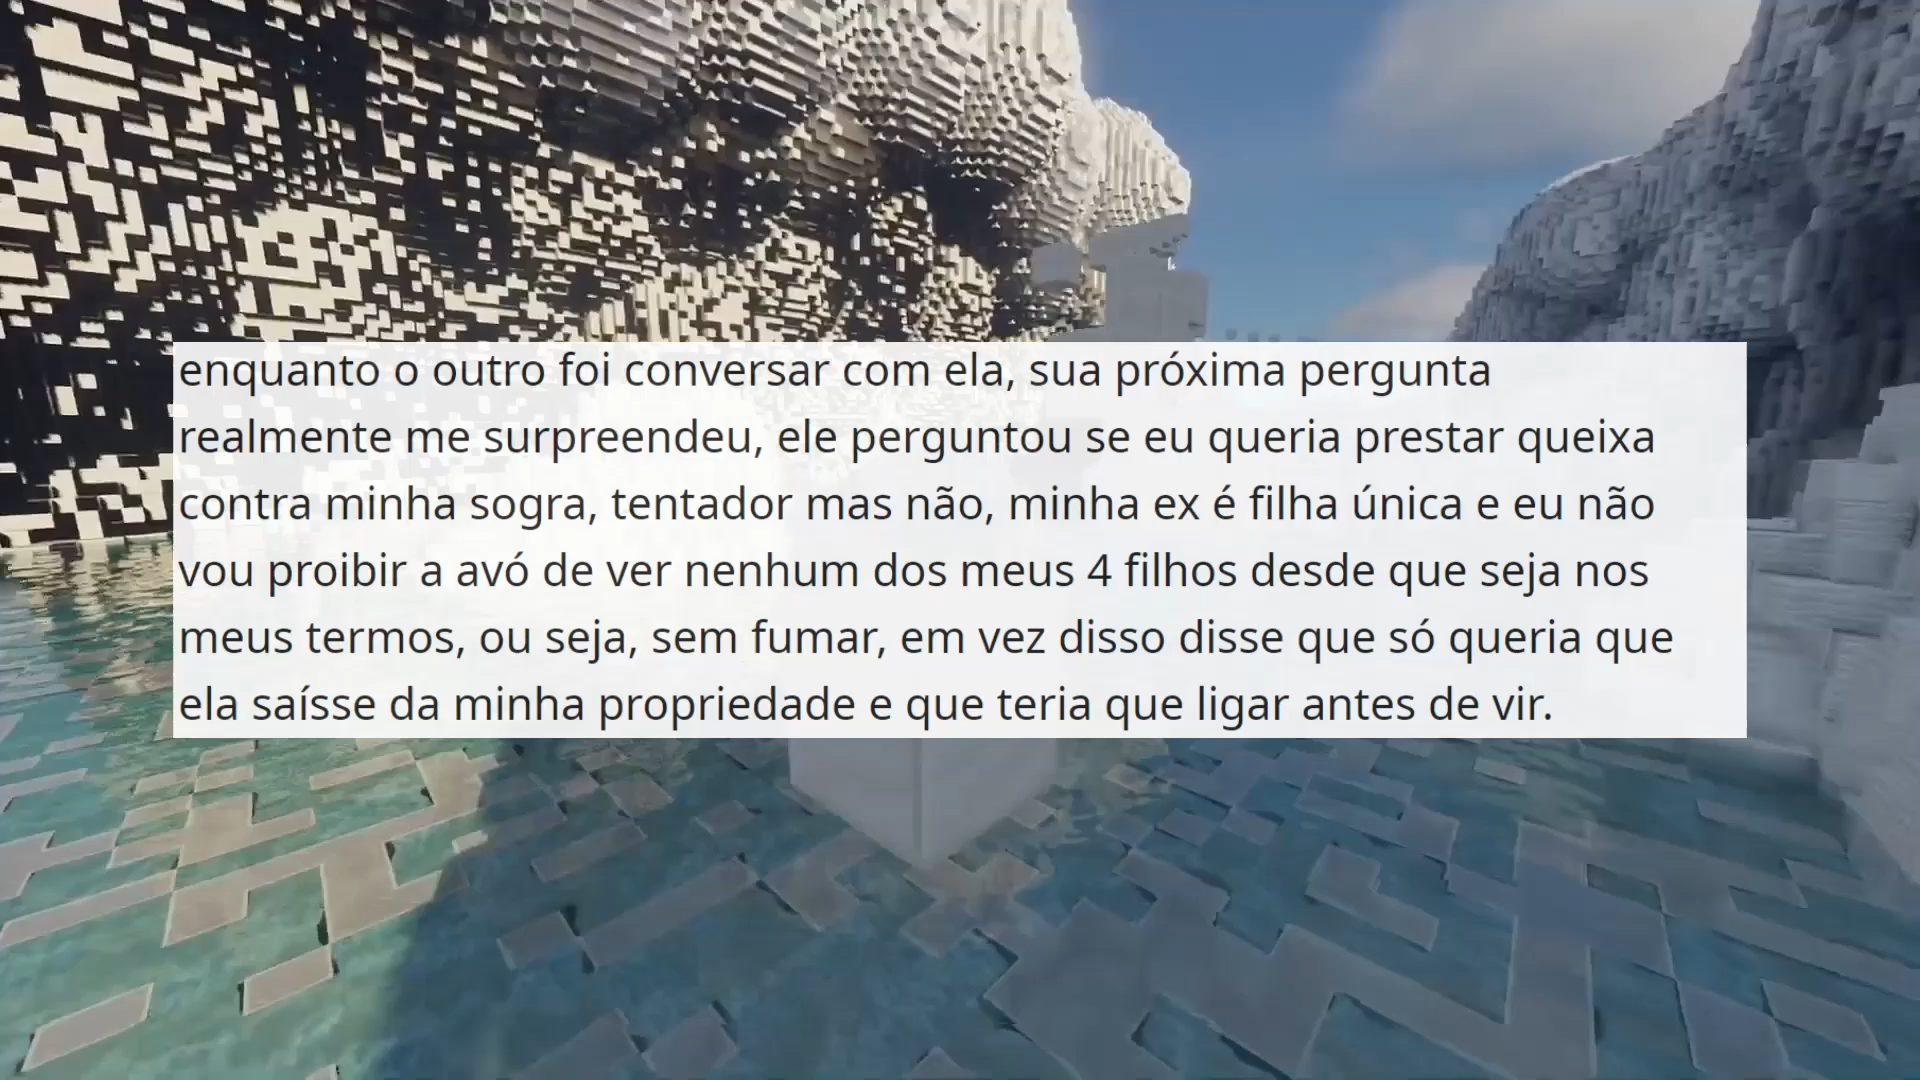 enquanto o outro foi conversar com ela, sua próxima pergunta
realmente me surpreendeu, ele perguntou se eu queria prestar queixa
contra minha sogra, tentador mas não, minha ex é filha única e eu não
vou proibir a avó de ver nenhum dos meus 4 filhos desde que seja nos
meus termos, ou seja, sem fumar, em vez disso disse que só queria que
ela saísse da minha propriedade e que teria que ligar antes de vir.